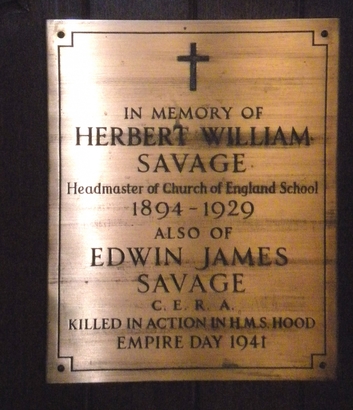 IN MEMORY OF
HERBERT WILLIAM
SAVAGE
Headmaster of Church of England School
1894-1929
ALSO OF
EDWIN JAMES
SAVAGE
C. E. R. A.
KILLED IN ACTION IN H.M.S. HOOD
EMPIRE DAY 1941